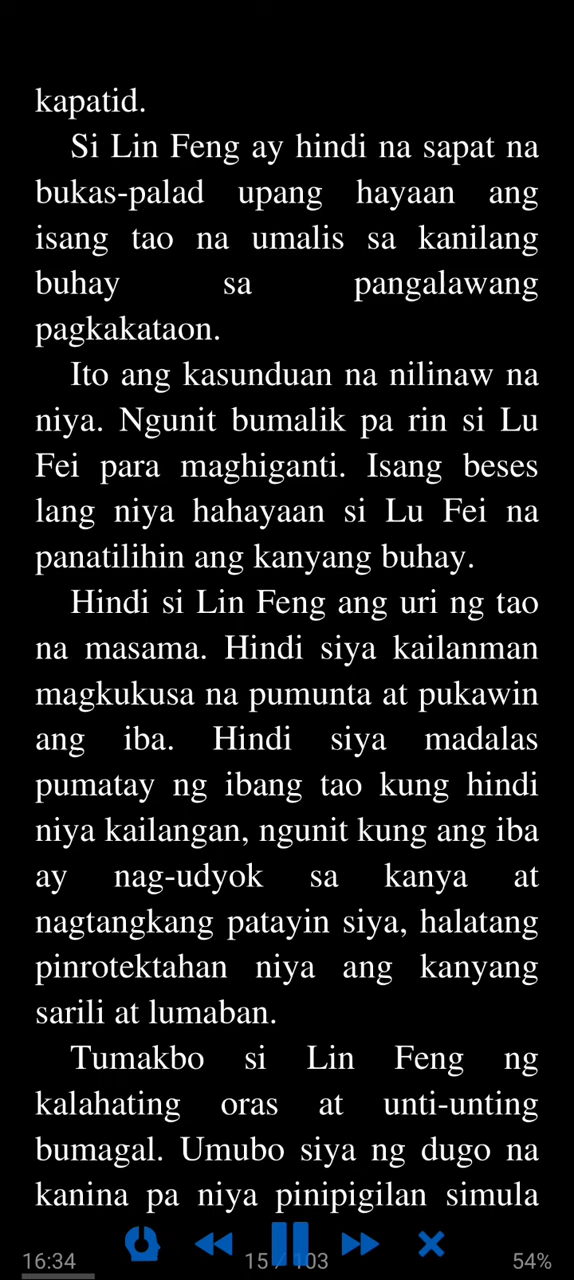 kapatid.
Si Lin Feng ay hindi na sapat na
bukas-palad upang hayaan ang
isang tao na umalis sa kanilang
buhay sa pangalawang
pagkakataon.
Ito ang kasunduan na nilinaw na
niya. Ngunit bumalik pa rin si Lu
Fei para maghiganti. Isang beses
lang niya hahayaan si Lu Fei na
panatilihin ang kanyang buhay.
Hindi si Lin Feng ang uri ng tao
na masama. Hindi siya kailanman
magkukusa na pumunta at pukawin
ang iba. Hindi siya madalas
pumatay ng ibang tao kung hindi
niya kailangan, ngunit kung ang iba
ay nag-udyok sa kanya at
nagtangkang patayin siya, halatang
pinrotektahan niya ang kanyang
sarili at lumaban.
Tumakbo si Lin Feng ng
kalahating oras at unti-unting
bumagal. Umubo siya ng dugo na
kanina pa niya pinipigilan simula
16:34 15 / 103 54%